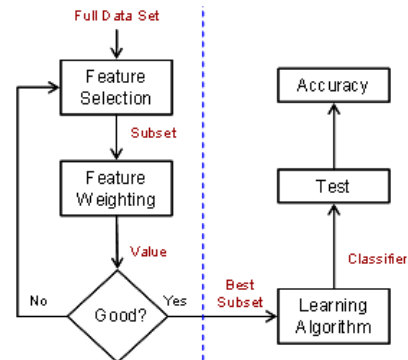 Full Data Set
Feature
Selection
Subset
Feature
Weighting
Value
No
Good?
Yes
Best
Subset
Learning
Algorithm
Classifier
Test
Accuracy